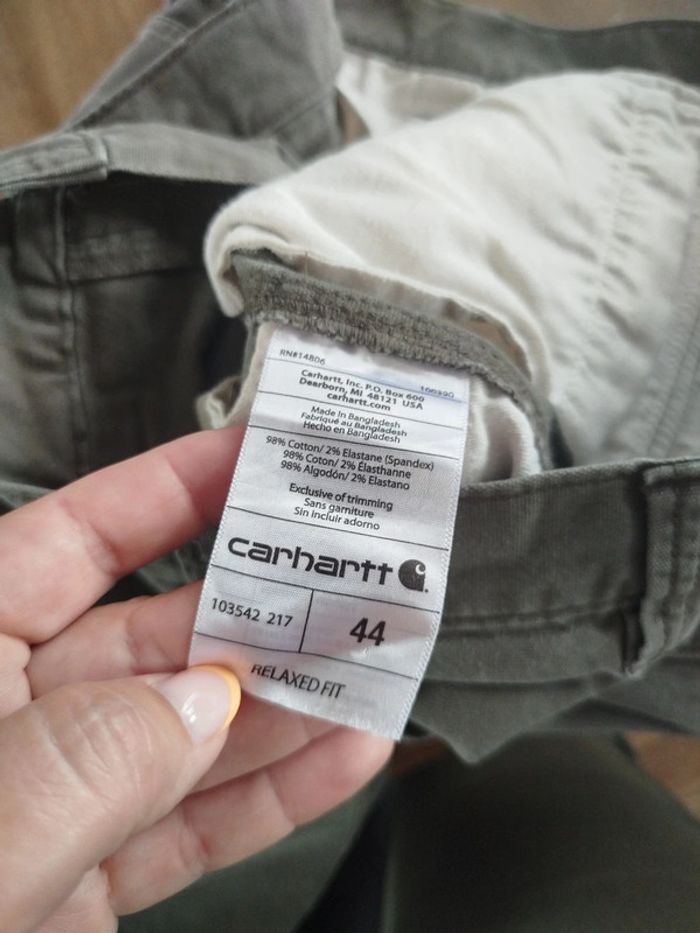 RN#14806
Carhartt, Inc. P.O. Box 600
Dearborn, MI 48121 USA
carhartt.com
Made in Bangladesh
Fabriqué au Bangladesh
Hecho en Bangladesh
98% Cotton/ 2% Elastane (Spandex)
98% Coton/ 2% Élasthanne
98% Algodón/ 2% Elastano
Exclusive of trimming
Sans garniture
Sin incluir adorno
carhartt
103542 217
44
RELAXED FIT